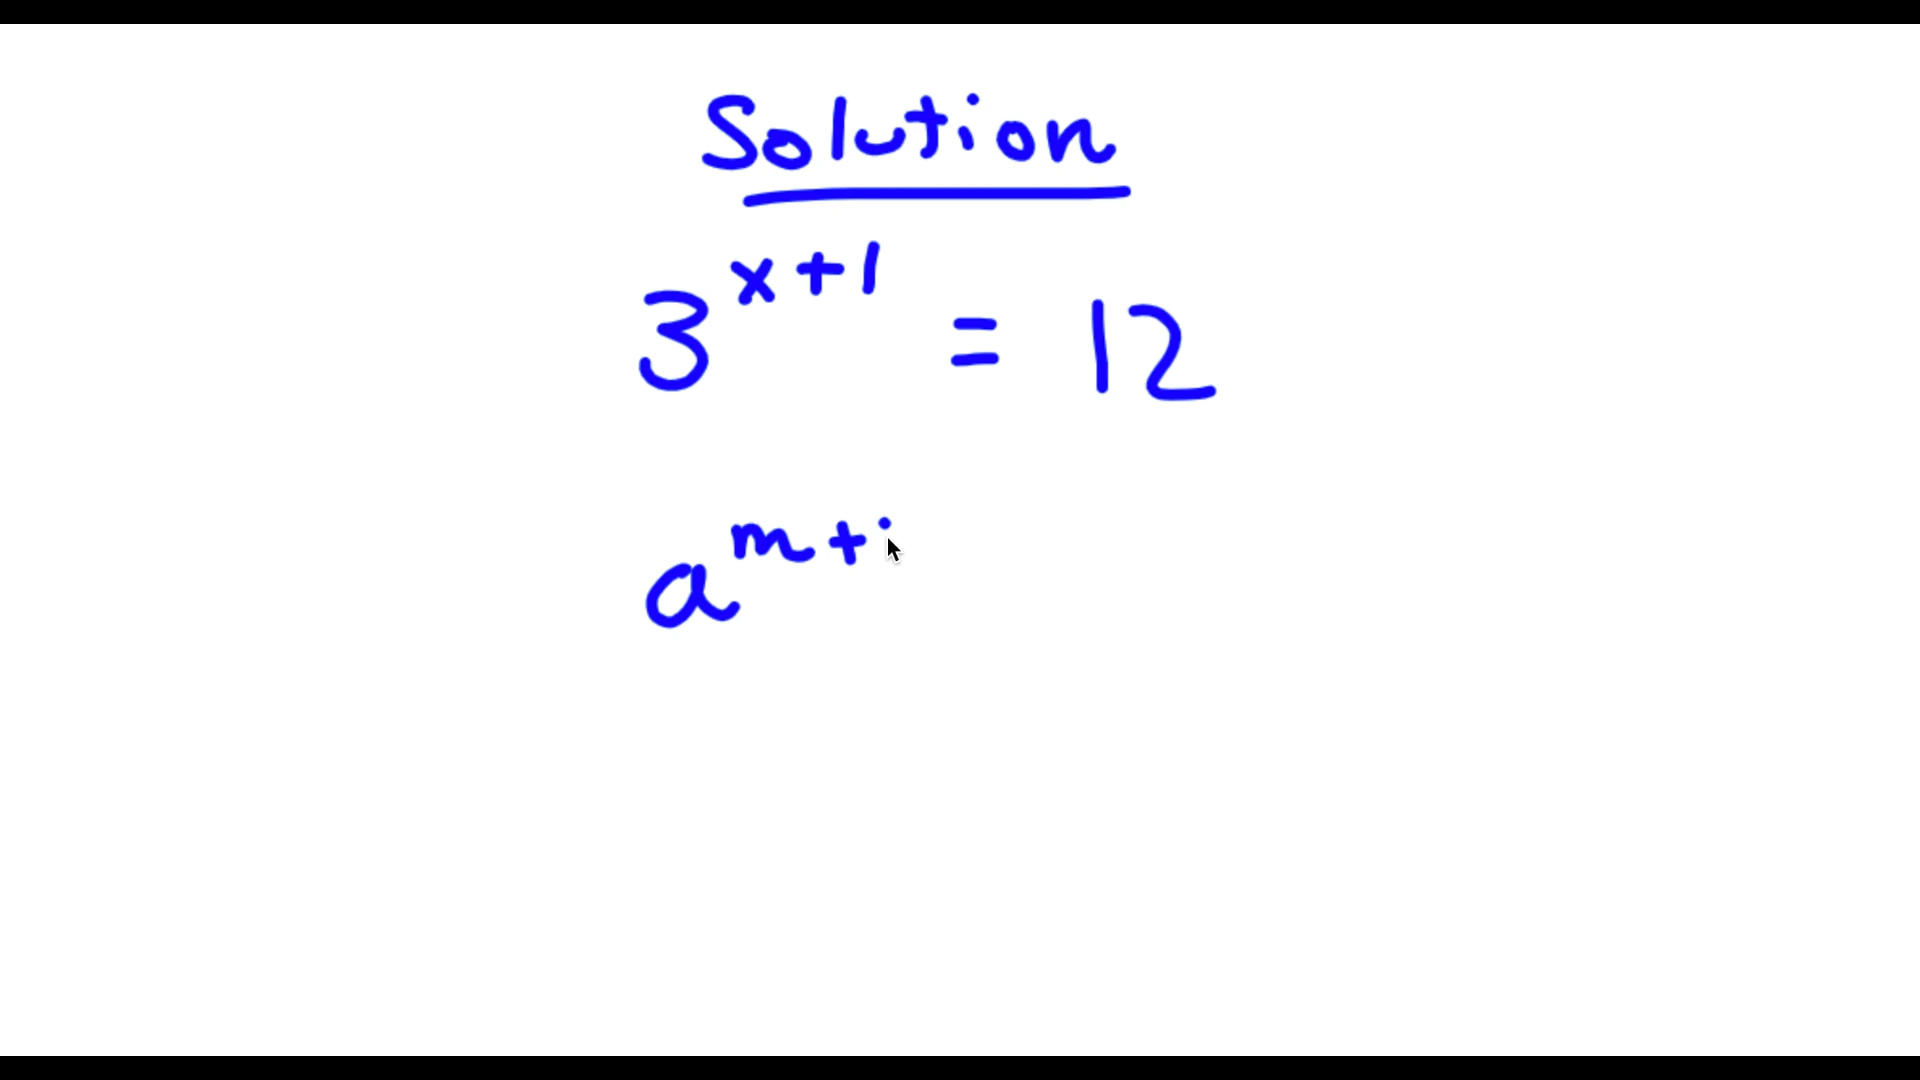 Solution
3^{x+1} = 12
a^{m+}